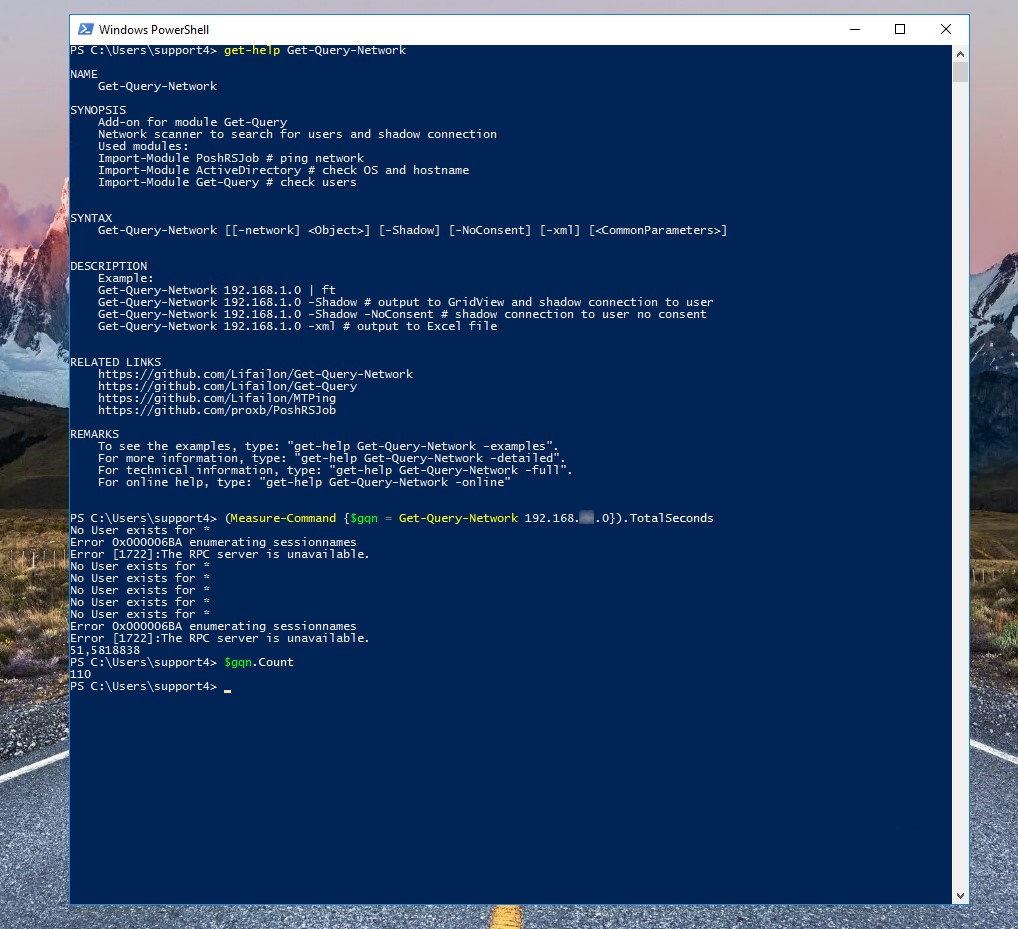 Windows PowerShell
PS C:\Users\support4> get-help Get-Query-Network
NAME
Get-Query-Network
SYNOPSIS
Add-on for module Get-Query
Network scanner to search for users and shadow connection
Used modules:
Import-Module PoshRSJob # ping network
Import-Module ActiveDirectory # check OS and hostname
Import-Module Get-Query # check users
SYNTAX
Get-Query-Network [[-network] <Object>] [-Shadow] [-NoConsent] [-xml] [<CommonParameters>]
DESCRIPTION
Example:
Get-Query-Network 192.168.1.0 | ft
Get-Query-Network 192.168.1.0 -Shadow # output to GridView and shadow connection to user
Get-Query-Network 192.168.1.0 -Shadow -NoConsent # shadow connection to user no consent
Get-Query-Network 192.168.1.0 -xml # output to Excel file
RELATED LINKS
https://github.com/Lifailon/Get-Query-Network
https://github.com/Lifailon/Get-Query
https://github.com/Lifailon/MTPing
https://github.com/proxb/PoshRSJob
REMARKS
To see the examples, type: "get-help Get-Query-Network -examples".
For more information, type: "get-help Get-Query-Network -detailed".
For technical information, type: "get-help Get-Query-Network -full".
For online help, type: "get-help Get-Query-Network -online"
PS C:\Users\support4> (Measure-Command {$gqn = Get-Query-Network 192.168. .0}).TotalSeconds
No User exists for *
Error 0x000006BA enumerating sessionnames
Error [1722]:The RPC server is unavailable.
No User exists for *
No User exists for *
No User exists for *
No User exists for *
No User exists for *
Error 0x000006BA enumerating sessionnames
Error [1722]:The RPC server is unavailable.
51,5818838
PS C:\Users\support4> $gqn.Count
110
PS C:\Users\support4> _